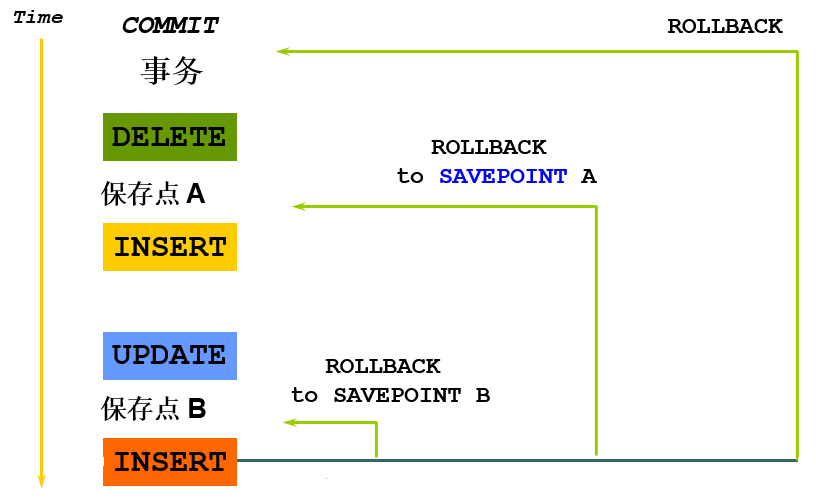 Time
COMMIT
ROLLBACK
事务
DELETE
ROLLBACK
to SAVEPOINT A
保存点 A
INSERT
UPDATE
ROLLBACK
to SAVEPOINT B
保存点 B
INSERT